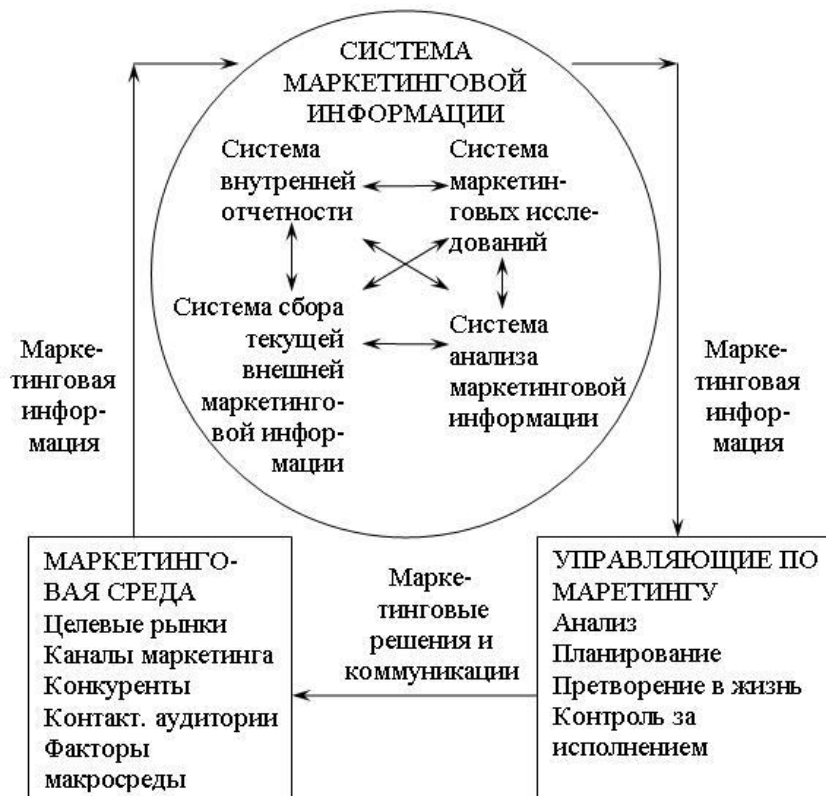 СИСТЕМА
МАРКЕТИНГОВОЙ
ИНФОРМАЦИИ
Система
внутренней
отчетности
Система
маркетин-
говых иссле-
дований
Система сбора
текущей
внешней
маркетинго-
вой инфор-
мации
Система
анализа
маркетинговой
информации
Марке-
тинговая
инфор-
мация
Марке-
тинговая
инфор-
мация
МАРКЕТИНГО-
ВАЯ СРЕДА
Целевые рынки
Каналы маркетинга
Конкуренты
Контакт. аудитории
Факторы
макросреды
Марке-
тинговые
решения и
коммуникации
УПРАВЛЯЮЩИЕ ПО
МАРЕТИНГУ
Анализ
Планирование
Претворение в жизнь
Контроль за
исполнением